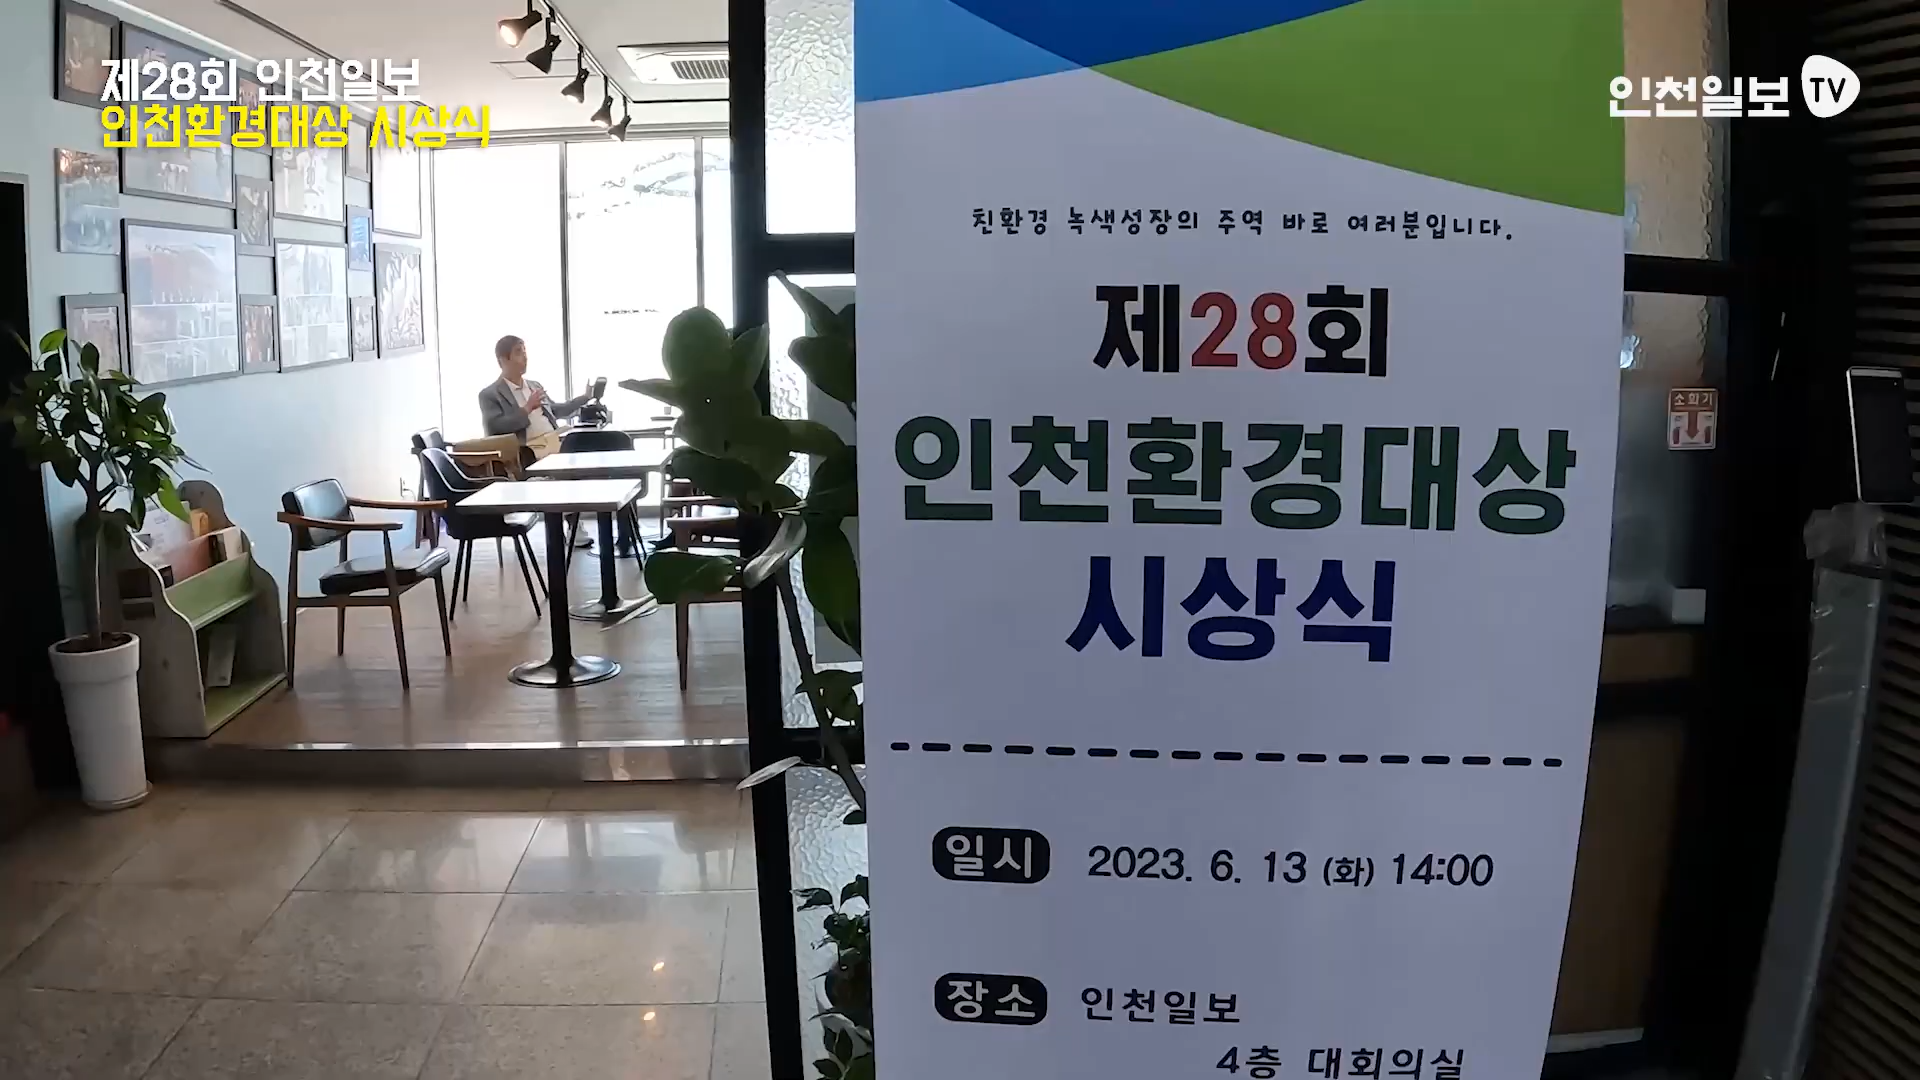 제28회 인천일보
인천환경대상 시상식
인천일보 TV
친환경 녹색성장의 주역 바로 여러분입니다.
제28회
인천환경대상
시상식
일시 2023. 6. 13 (화) 14:00
장소 인천일보
4층 대회의실
소화기